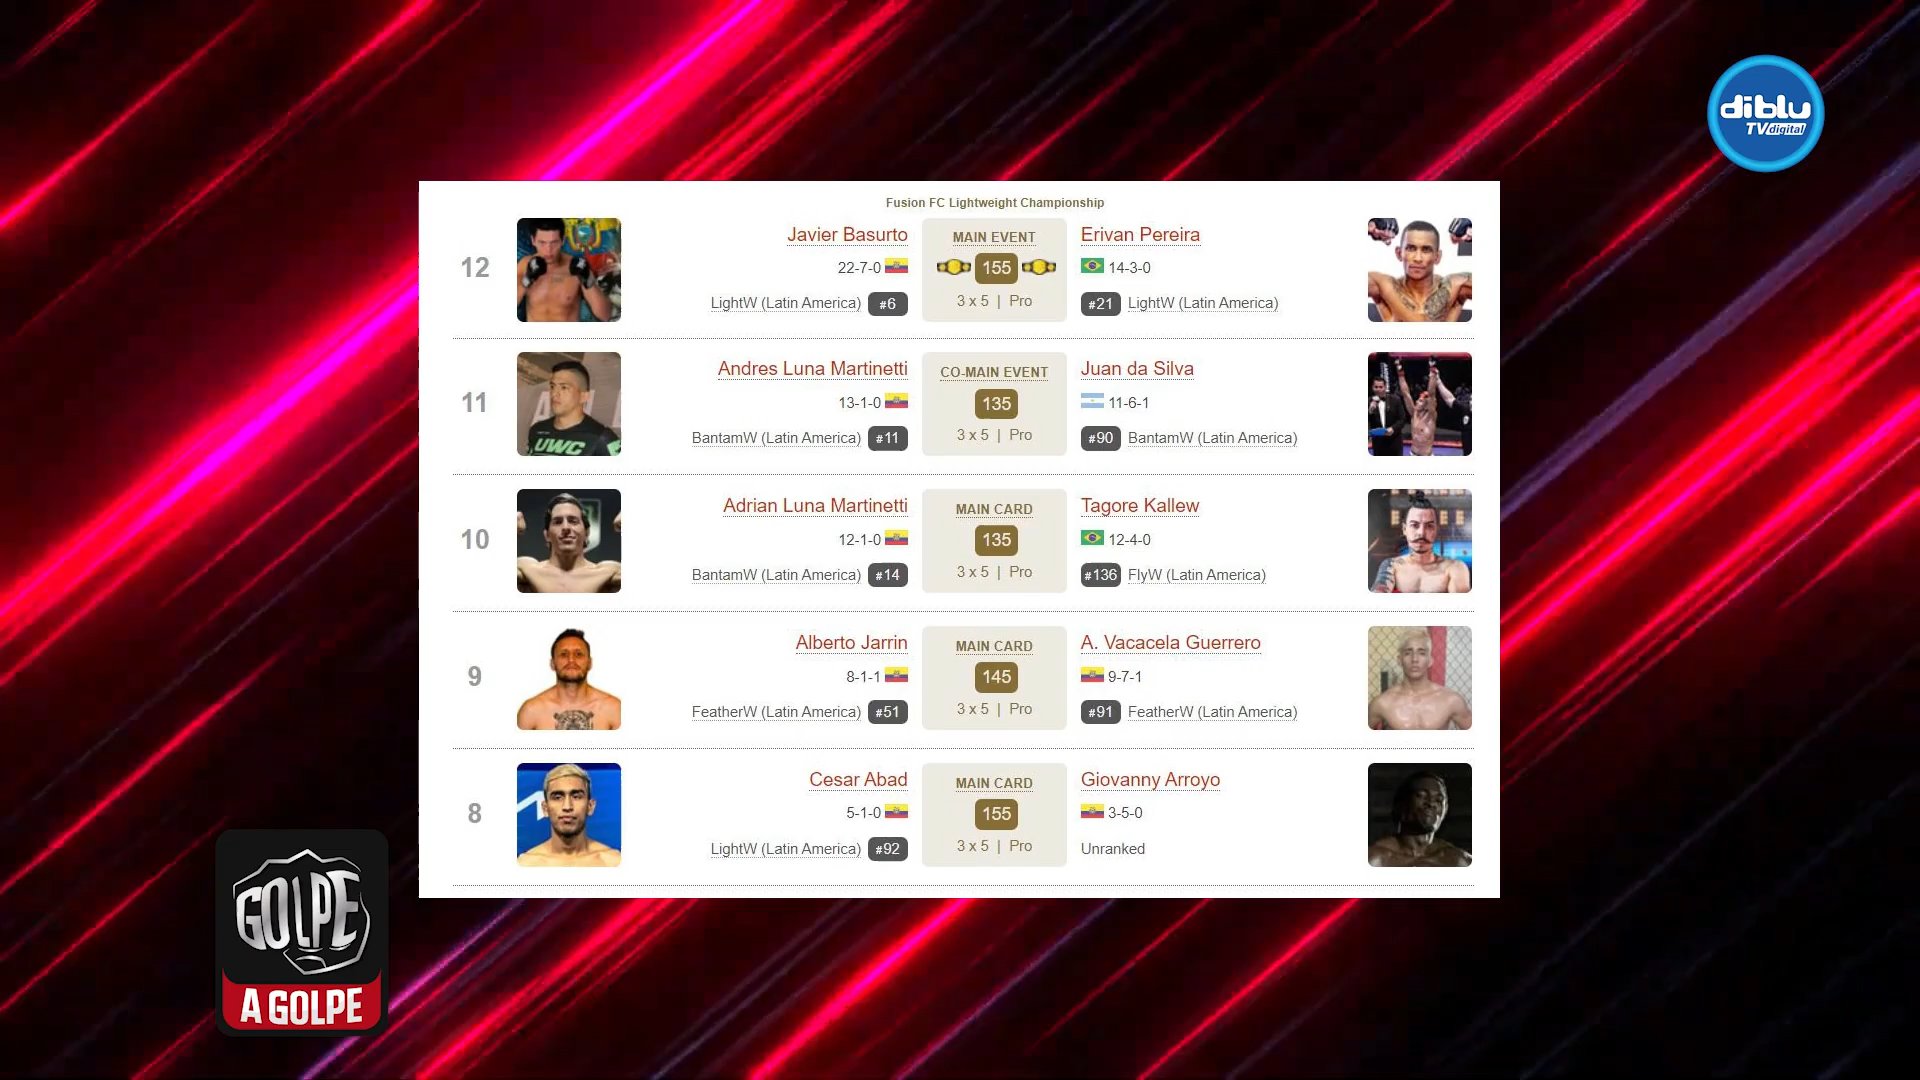 diblu
TVdigital
Fusion FC Lightweight Championship
12
Javier Basurto
22-7-0
LightW (Latin America) #6
MAIN EVENT
155
3 x 5 | Pro
Erivan Pereira
14-3-0
#21 LightW (Latin America)
11
Andres Luna Martinetti
13-1-0
BantamW (Latin America) #11
UWC
CO-MAIN EVENT
135
3 x 5 | Pro
Juan da Silva
11-6-1
#90 BantamW (Latin America)
10
Adrian Luna Martinetti
12-1-0
BantamW (Latin America) #14
MAIN CARD
135
3 x 5 | Pro
Tagore Kallew
12-4-0
#136 FlyW (Latin America)
9
Alberto Jarrin
8-1-1
FeatherW (Latin America) #51
MAIN CARD
145
3 x 5 | Pro
A. Vacacela Guerrero
9-7-1
#91 FeatherW (Latin America)
8
Cesar Abad
5-1-0
LightW (Latin America) #92
MAIN CARD
155
3 x 5 | Pro
Giovanny Arroyo
3-5-0
Unranked
GOLPE
A GOLPE